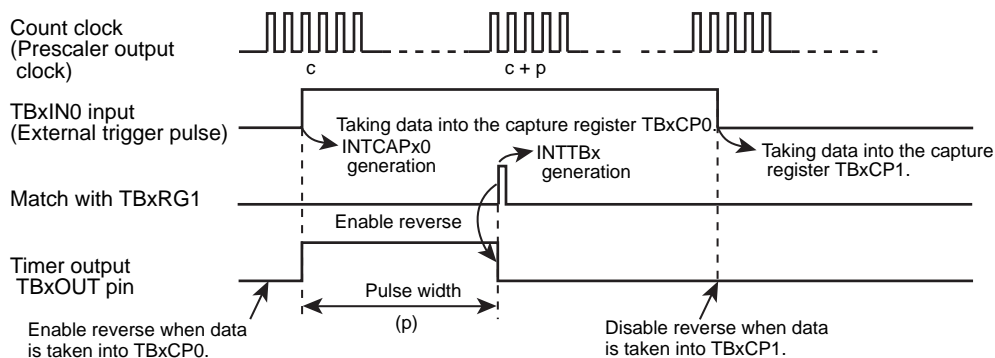 Count clock
(Prescaler output
clock)
c
c + p
TBxIN0 input
(External trigger pulse)
Taking data into the capture register TBxCP0.
INTCAPx0
generation
INTTBx
generation
Taking data into the capture
register TBxCP1.
Match with TBxRG1
Enable reverse
Timer output
TBxOUT pin
Pulse width
(p)
Enable reverse when data
is taken into TBxCP0.
Disable reverse when data
is taken into TBxCP1.